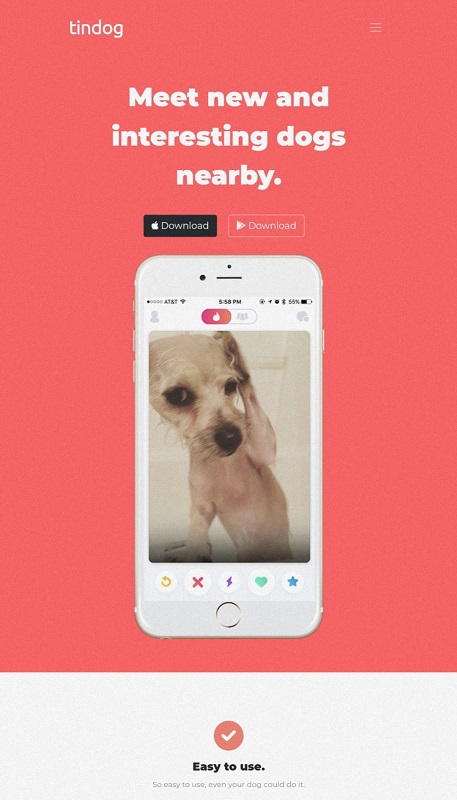 tindog
Meet new and
interesting dogs
nearby.
Download
Download
AT&T
5:58 PM
55%
Easy to use.
So easy to use, even your dog could do it.